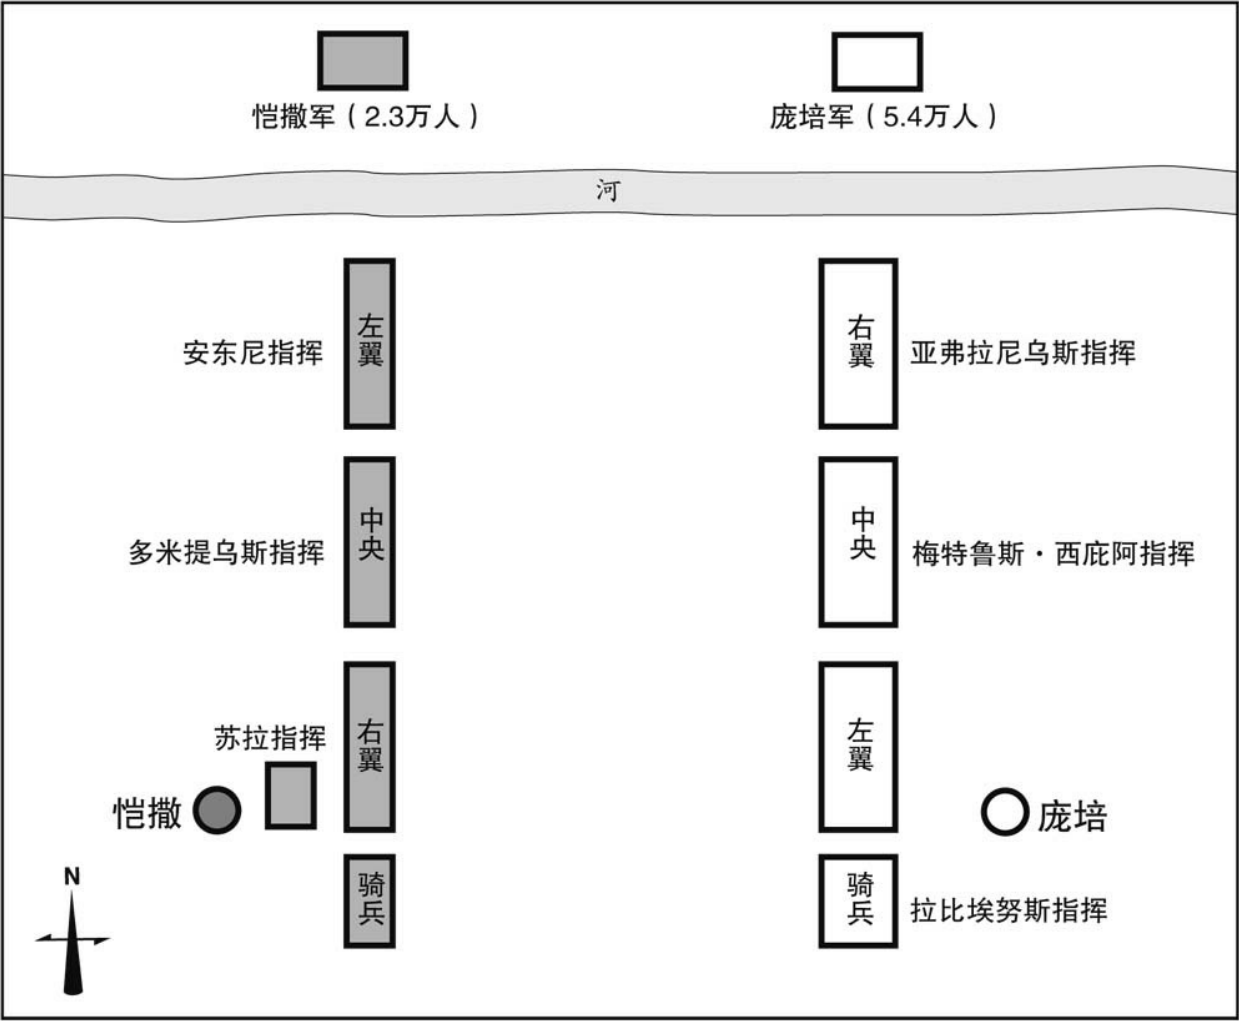 恺撒军（2.3万人）
庞培军（5.4万人）
河
左翼
安东尼指挥
右翼
亚弗拉尼乌斯指挥
中央
多米提乌斯指挥
中央
梅特鲁斯·西庇阿指挥
苏拉指挥
右翼
左翼
恺撒
庞培
骑兵
骑兵
拉比埃努斯指挥
N